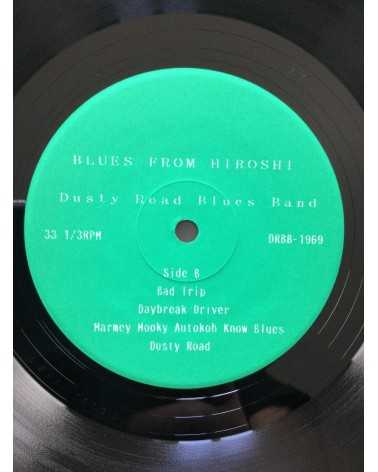 BLUES FROM HIROSHI
Dusty Road Blues Band
33 1/3RPM DRBB-1969
Side B
Bad Trip
Daybreak Driver
Marmey Mooky Autokoh Know Blues
Dusty Road